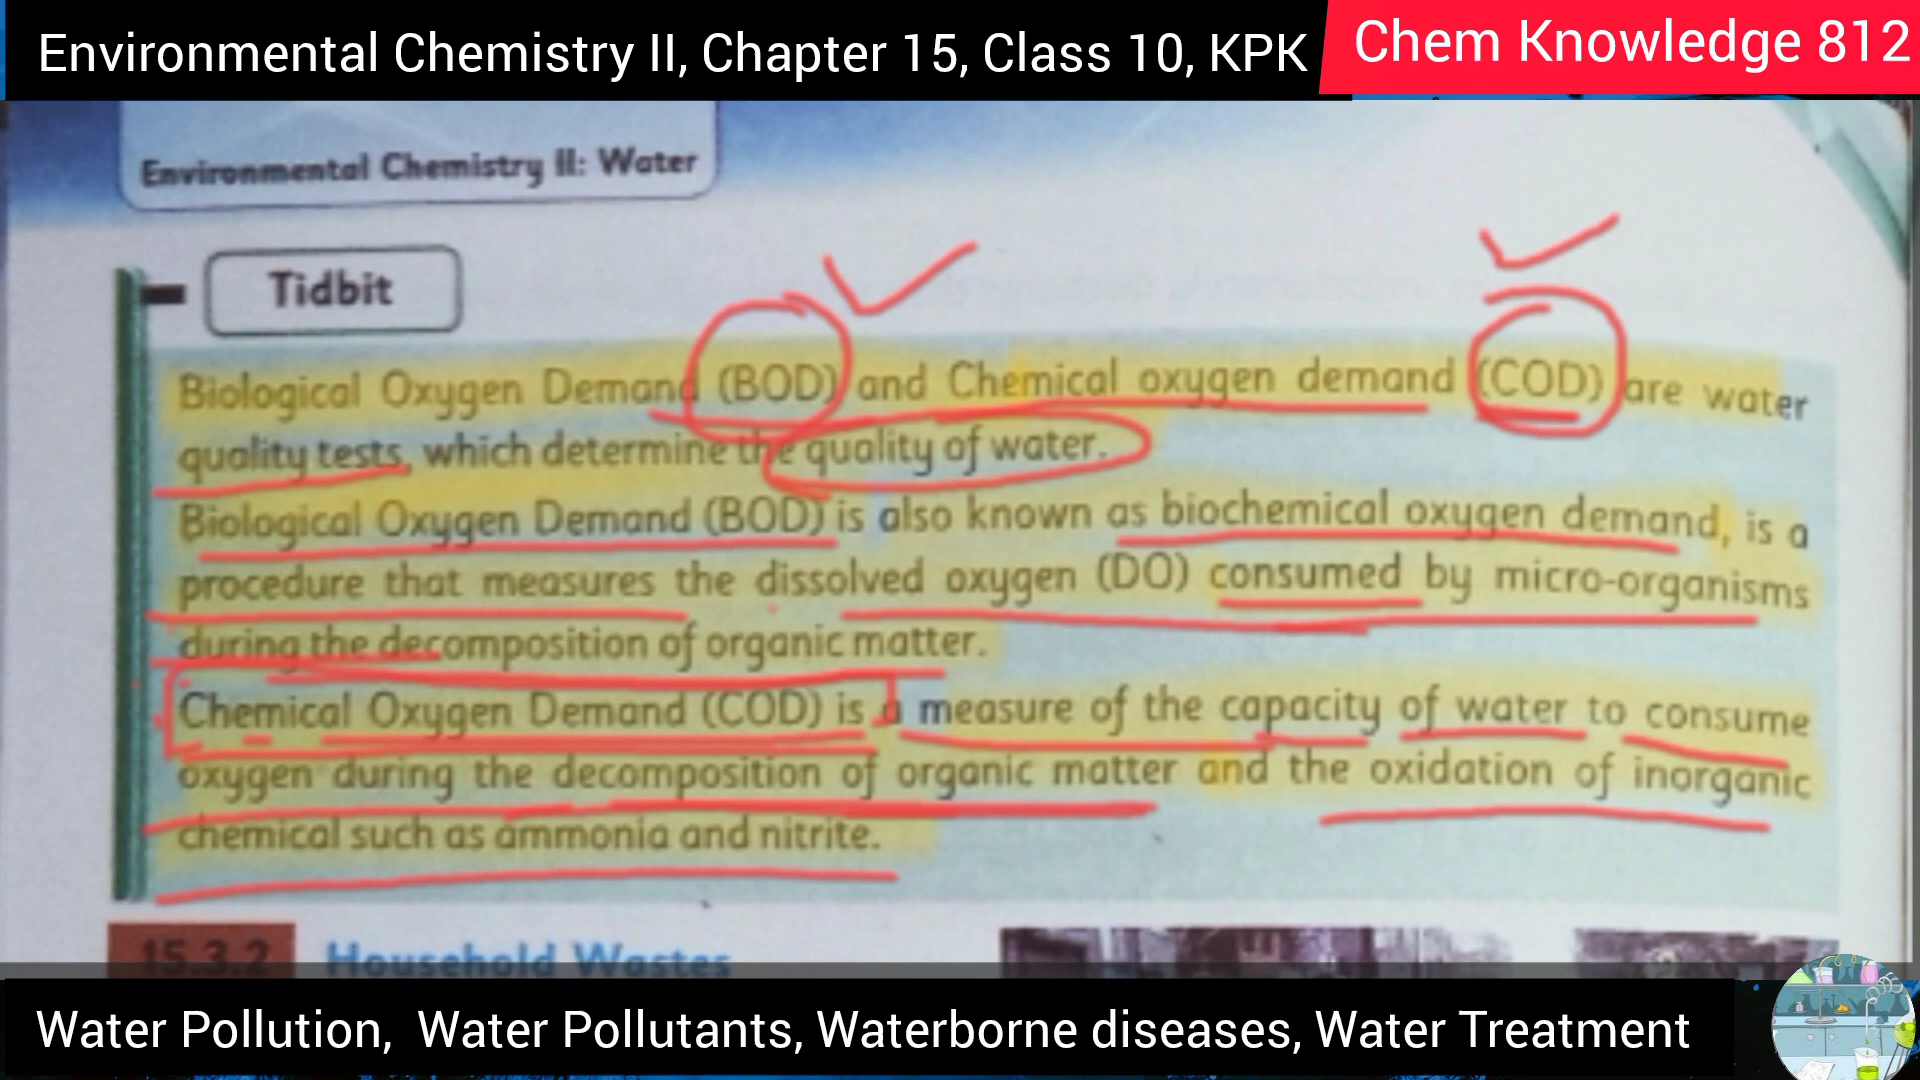 Environmental Chemistry II, Chapter 15, Class 10, KPK
Chem Knowledge 812
Environmental Chemistry II: Water
Tidbit
Biological Oxygen Demand (BOD) and Chemical oxygen demand (COD) are water
quality tests, which determine the quality of water.
Biological Oxygen Demand (BOD) is also known as biochemical oxygen demand, is a
procedure that measures the dissolved oxygen (DO) consumed by micro-organisms
during the decomposition of organic matter.
Chemical Oxygen Demand (COD) is a measure of the capacity of water to consume
oxygen during the decomposition of organic matter and the oxidation of inorganic
chemical such as ammonia and nitrite.
15.3.2 Household Wastes
Water Pollution, Water Pollutants, Waterborne diseases, Water Treatment